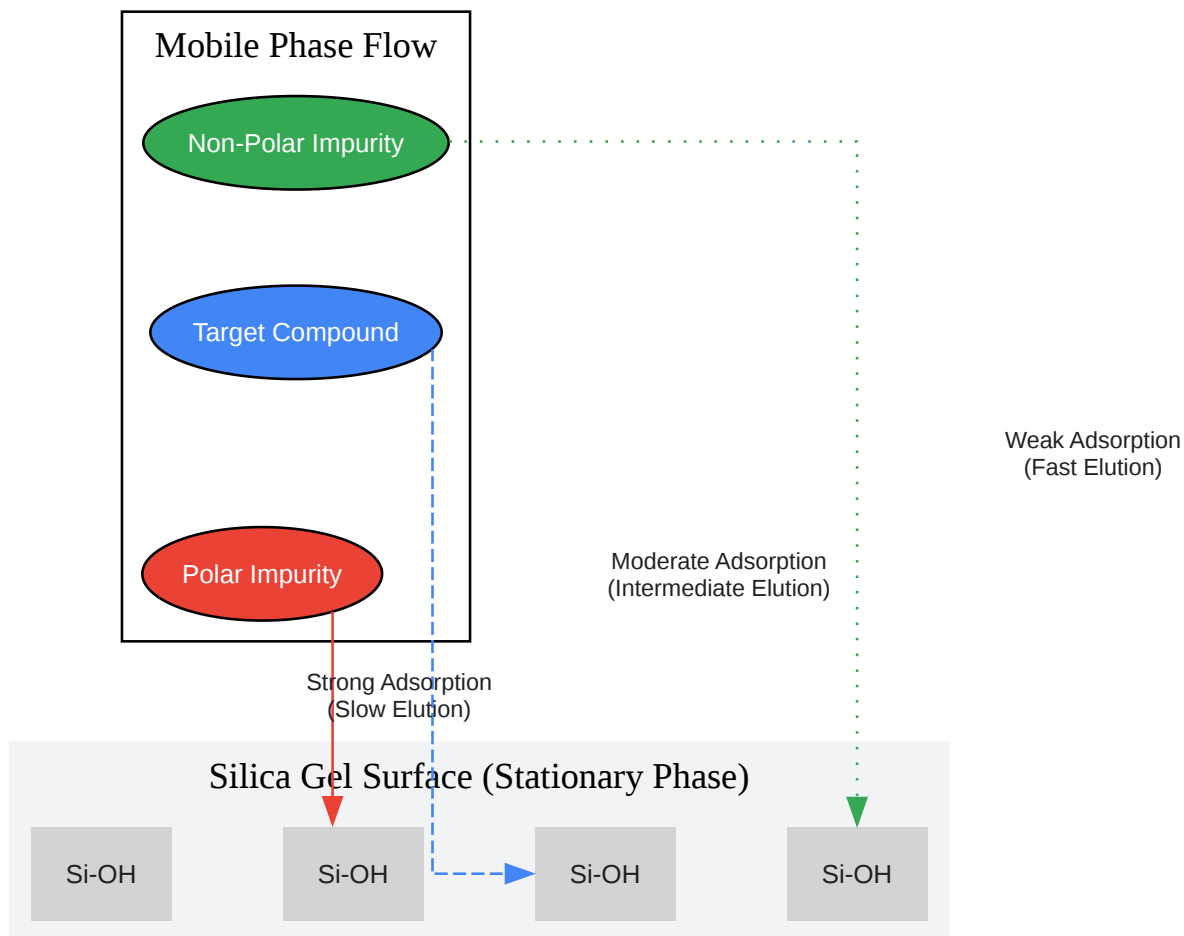 Mobile Phase Flow
Non-Polar Impurity
Target Compound
Weak Adsorption
(Fast Elution)
Moderate Adsorption
(Intermediate Elution)
Polar Impurity
Strong Adsorption
(Slow Elution)
Silica Gel Surface (Stationary Phase)
Si-OH
Si-OH
Si-OH
Si-OH